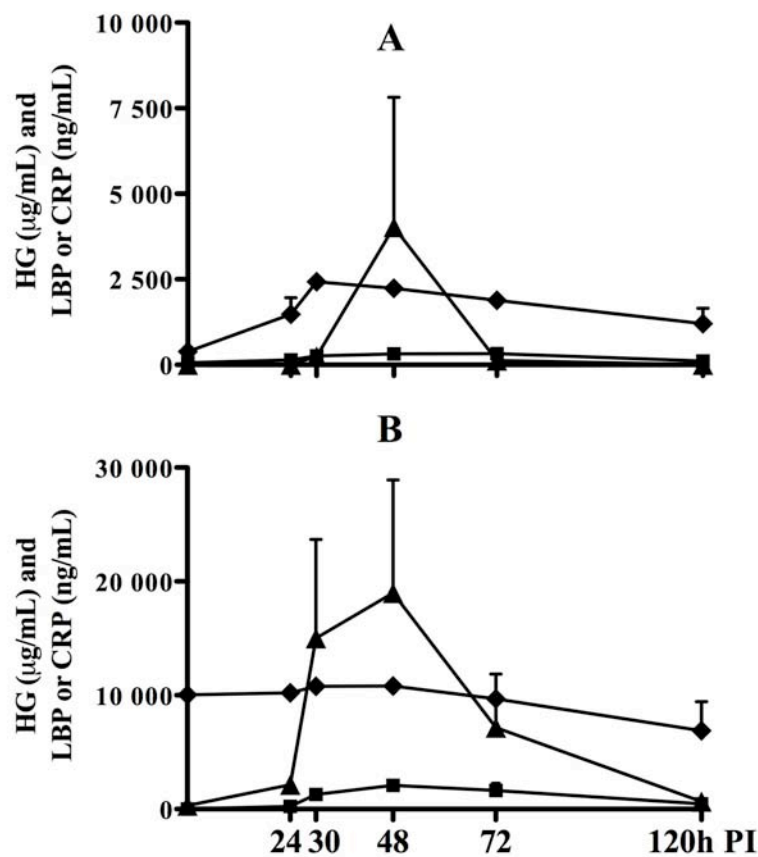 A
10 000
7 500
5 000
2 500
0
HG (μg/mL) and
LBP or CRP (ng/mL)
B
30 000
20 000
10 000
0
HG (μg/mL) and
LBP or CRP (ng/mL)
24 30 48 72 120h PI